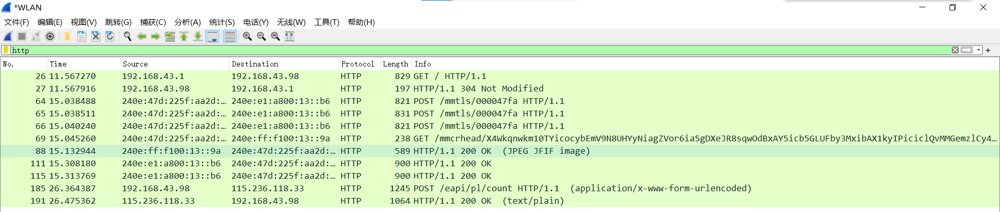 *WLAN
文件(F) 编辑(E) 视图(V) 跳转(G) 捕获(C) 分析(A) 统计(S) 电话(Y) 无线(W) 工具(T) 帮助(H)
http
No. Time Source Destination Protocol Length Info
26 11.567270 192.168.43.1 192.168.43.98 HTTP 829 GET / HTTP/1.1
27 11.567916 192.168.43.98 192.168.43.1 HTTP 197 HTTP/1.1 304 Not Modified
64 15.038488 240e:47d:225f:aa2d:… 240e:e1:a800:13::b6 HTTP 821 POST /mmtls/000047fa HTTP/1.1
65 15.038511 240e:47d:225f:aa2d:… 240e:e1:a800:13::b6 HTTP 831 POST /mmtls/000047fa HTTP/1.1
66 15.040240 240e:47d:225f:aa2d:… 240e:e1:a800:13::b6 HTTP 821 POST /mmtls/000047fa HTTP/1.1
69 15.045260 240e:47d:225f:aa2d:… 240e:ff:f100:13::9a HTTP 238 GET /mmcrhead/X4Wkqnwkm10TYicocybEmV9N8UHYyNiagZVor6ia5gDXeJR8sqwOdBxAY5icb5GLUFby3MxibAX1kyIPiciclQvMMGemzlCy4…
88 15.132944 240e:ff:f100:13::9a 240e:47d:225f:aa2d:… HTTP 589 HTTP/1.1 200 OK (JPEG JFIF image)
111 15.308180 240e:e1:a800:13::b6 240e:47d:225f:aa2d:… HTTP 900 HTTP/1.1 200 OK
115 15.313769 240e:e1:a800:13::b6 240e:47d:225f:aa2d:… HTTP 900 HTTP/1.1 200 OK
185 26.364387 192.168.43.98 115.236.118.33 HTTP 1245 POST /eapi/pl/count HTTP/1.1 (application/x-www-form-urlencoded)
191 26.475362 115.236.118.33 192.168.43.98 HTTP 1064 HTTP/1.1 200 OK (text/plain)